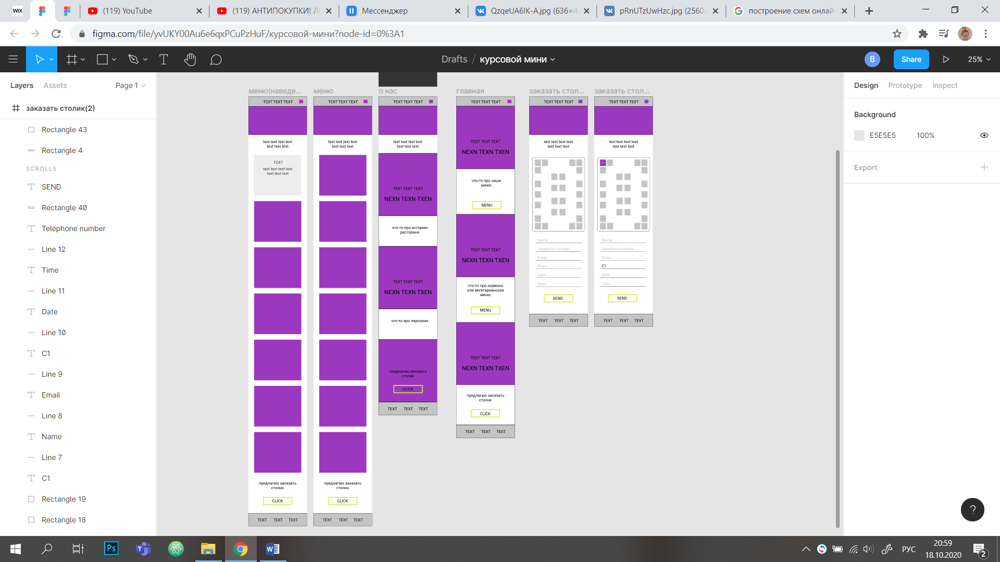 WIX
(119) YouTube
(119) АНТИПОКУПКИ! Л
Мессенджер
QzqeUA6IK-A.jpg (636×4
pRnUTzUwHzc.jpg (2560
построение схем онлай
figma.com/file/yvUKY00Au6e6qxPCuPzHuF/курсовой-мини?node-id=0%3A1
Drafts / курсовой мини
B
Share
25%
Layers
Assets
Page 1
заказать столик(2)
Rectangle 43
Rectangle 4
SCROLLS
SEND
Rectangle 40
Telephone number
Line 12
Time
Line 11
Date
Line 10
C1
Line 9
Email
Line 8
Name
Line 7
C1
Rectangle 19
Rectangle 18
меню(наведе...
TEXT TEXT TEXT
text text text text
text text text
TEXT
text text text text
text text text
предлагаю заказать
столик
CLICK
TEXT TEXT TEXT
меню
TEXT TEXT TEXT
text text text text
text text text
предлагаю заказать
столик
CLICK
TEXT TEXT TEXT
о нас
TEXT TEXT TEXT
text text text text
text text text
TEXT TEXT TEXT
NEXN TEXN TXEN
что-то про историю
ресторана
TEXT TEXT TEXT
NEXN TEXN TXEN
что-то про персонал
предлагаю заказать
столик
CLICK
TEXT TEXT TEXT
главная
TEXT TEXT TEXT
TEXT TEXT TEXT
NEXN TEXN TXEN
что-то про наше
меню
MENU
TEXT TEXT TEXT
NEXN TEXN TXEN
что-то про новинки
или вегетарианское
меню
MENU
TEXT TEXT TEXT
NEXN TEXN TXEN
предлагаю заказать
столик
CLICK
TEXT TEXT TEXT
заказать стол...
TEXT TEXT TEXT
text text text text
text text text
Name
Telephone number
Email
Place
Date
Time
SEND
TEXT TEXT TEXT
заказать стол...
TEXT TEXT TEXT
text text text text
text text text
Name
Telephone number
Email
C1
Date
Time
SEND
TEXT TEXT TEXT
Design
Prototype
Inspect
Background
E5E5E5
100%
Export
?
Ps
РУС
20:59
18.10.2020
2